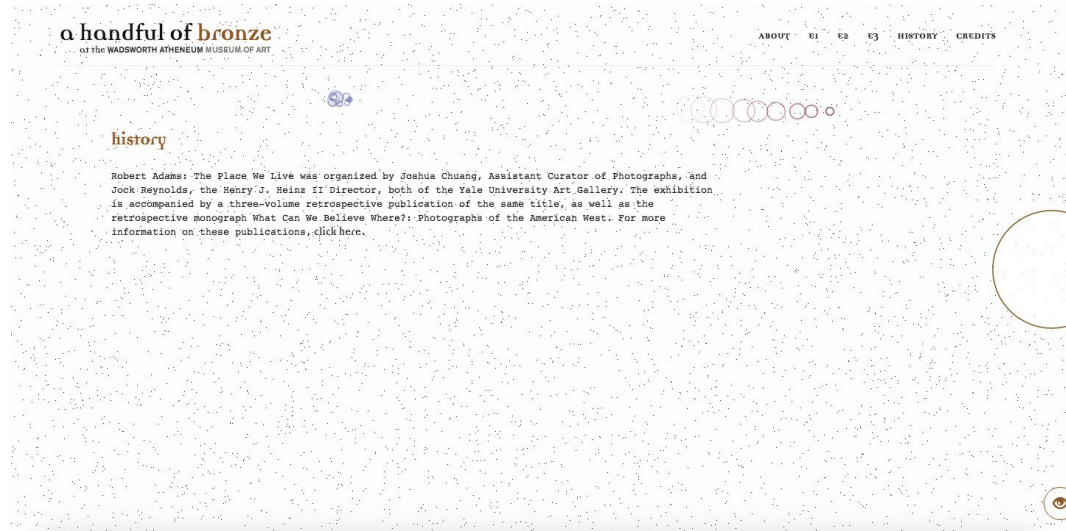 a handful of bronze
at the WADSWORTH ATHENEUM MUSEUM OF ART
ABOUT E1 E2 E3 HISTORY CREDITS
history
Robert Adams: The Place We Live was organized by Joshua Chuang, Assistant Curator of Photographs, and
Jock Reynolds, the Henry J. Heinz II Director, both of the Yale University Art Gallery. The exhibition
is accompanied by a three-volume retrospective publication of the same title, as well as the
retrospective monograph What Can We Believe Where?: Photographs of the American West. For more
information on these publications, click here.